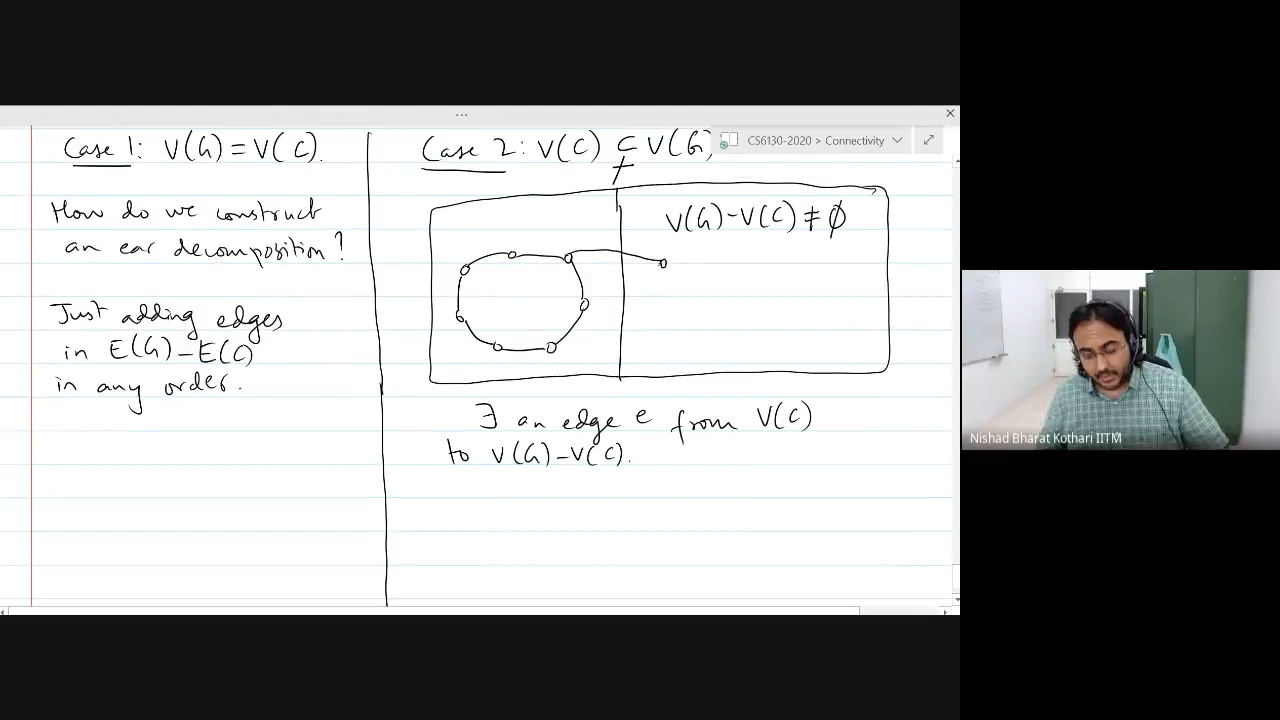 Case 1: V(G) = V(C).
How do we construct
an ear decomposition?
Just adding edges
in E(G) - E(C)
in any order.
Case 2: V(C) ⊊ V(G)
CS6130-2020 > Connectivity
V(G) - V(C) ≠ ∅
∃ an edge e from V(C)
to V(G) - V(C).
Nishad Bharat Kothari IITM